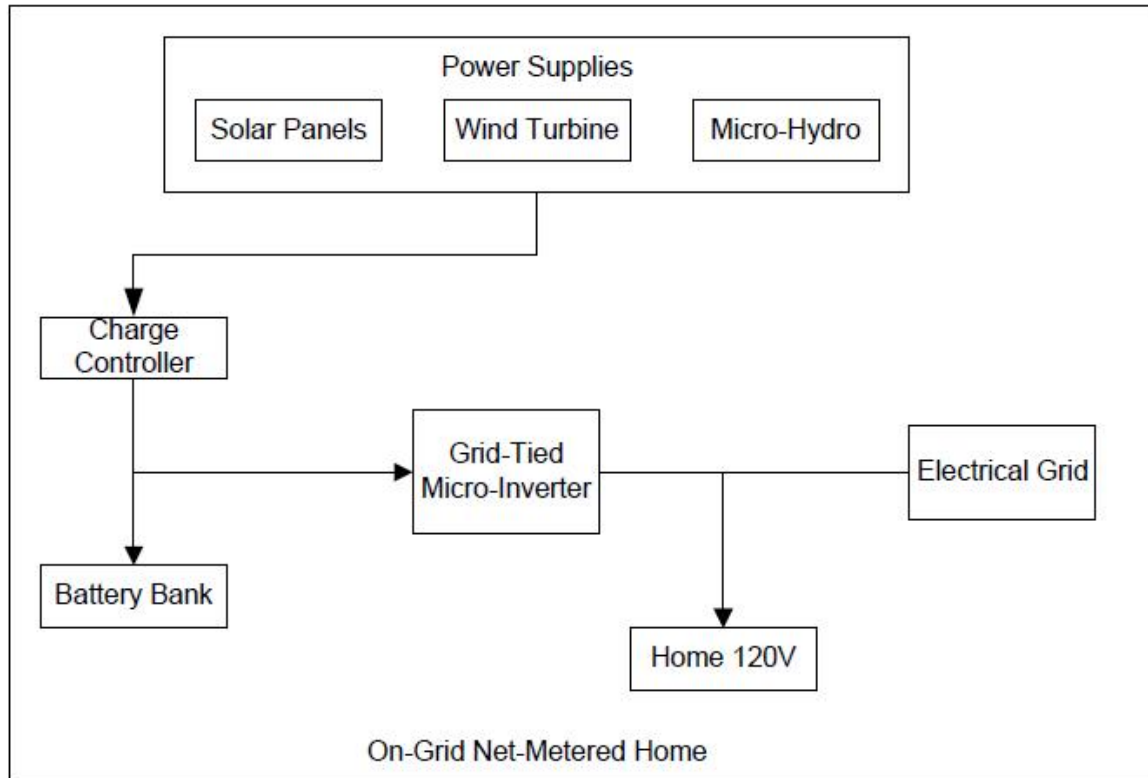 Power Supplies
Solar Panels
Wind Turbine
Micro-Hydro
Charge
Controller
Grid-Tied
Micro-Inverter
Electrical Grid
Battery Bank
Home 120V
On-Grid Net-Metered Home